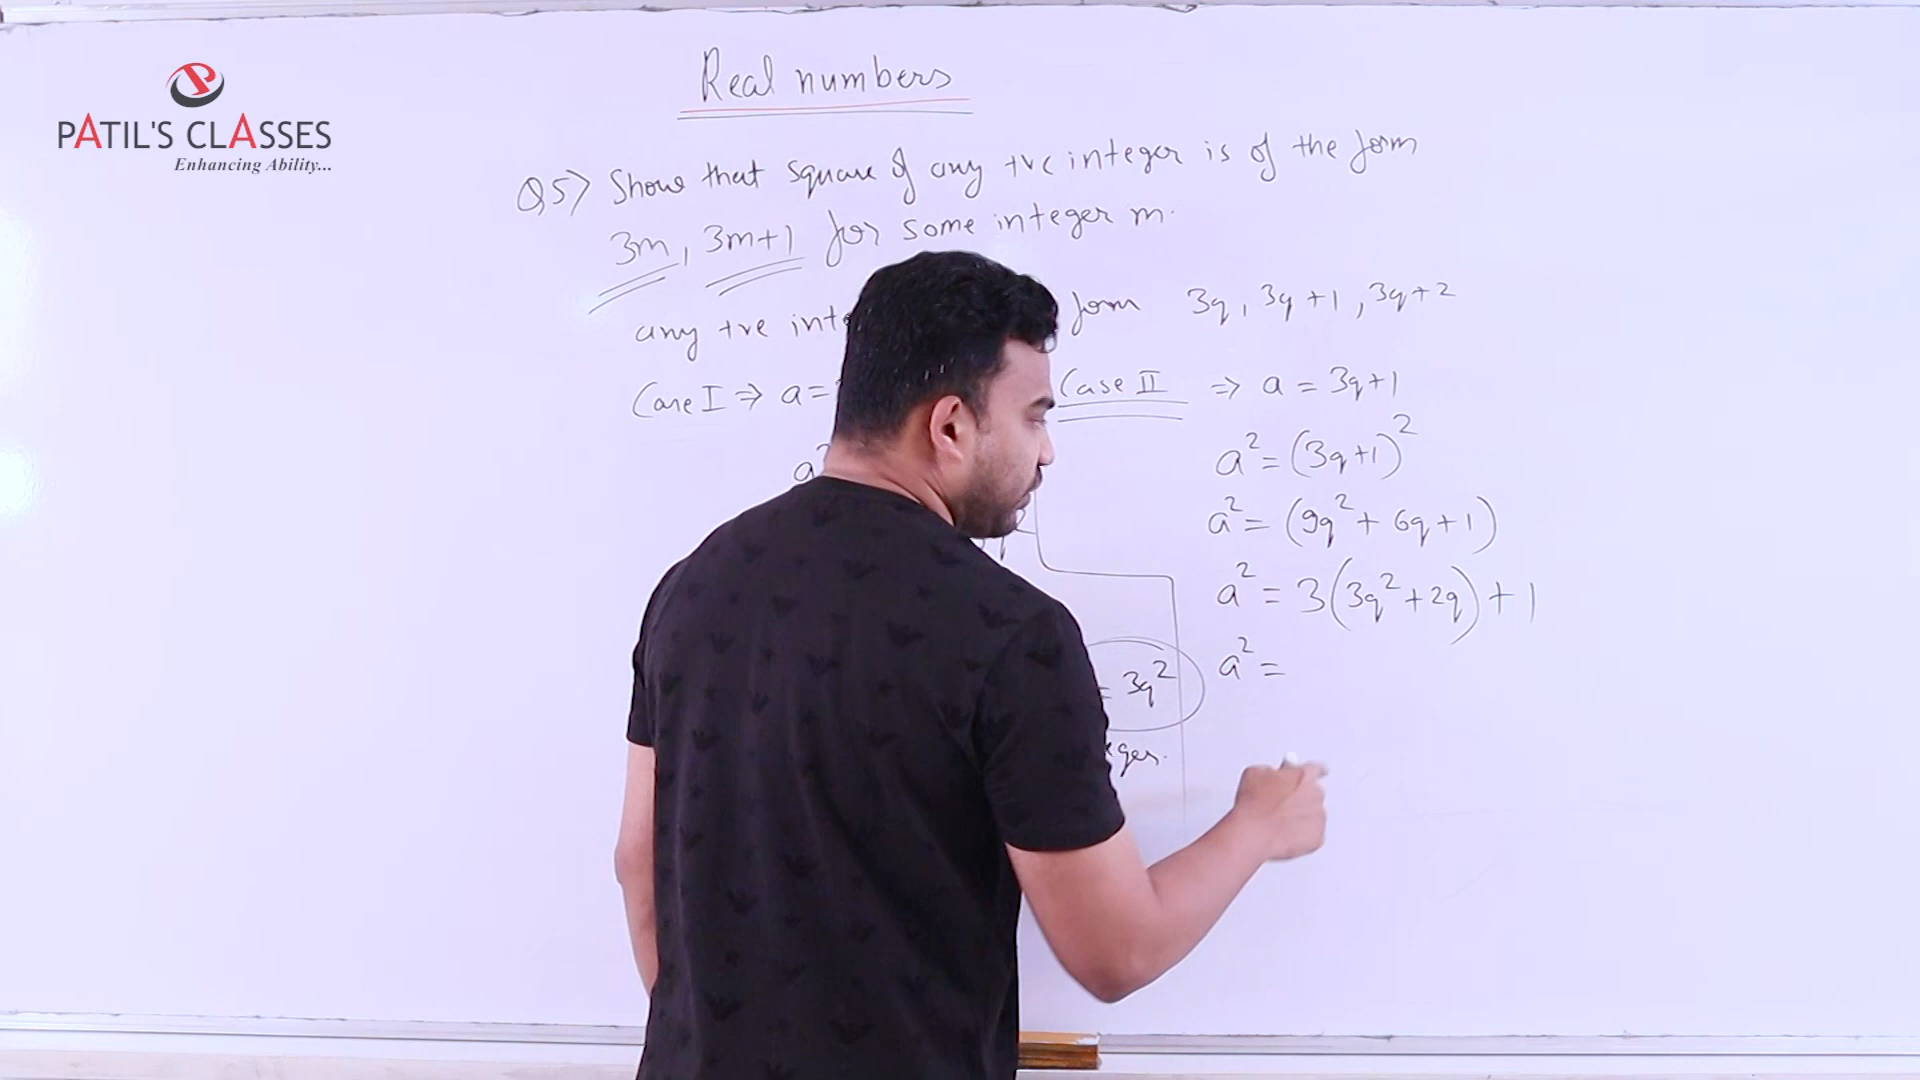 PATIL'S CLASSES
Enhancing Ability...
Real numbers
Q5) Show that square of any +ve integer is of the form
3m, 3m+1 for some integer m.
any +ve inte form 3q, 3q+1, 3q+2
Case I ⇒ a =
a²
Case II ⇒ a = 3q+1
a² = (3q+1)²
a² = (9q² + 6q + 1)
a² = 3(3q² + 2q) + 1
a² =
= 3q²
eger.